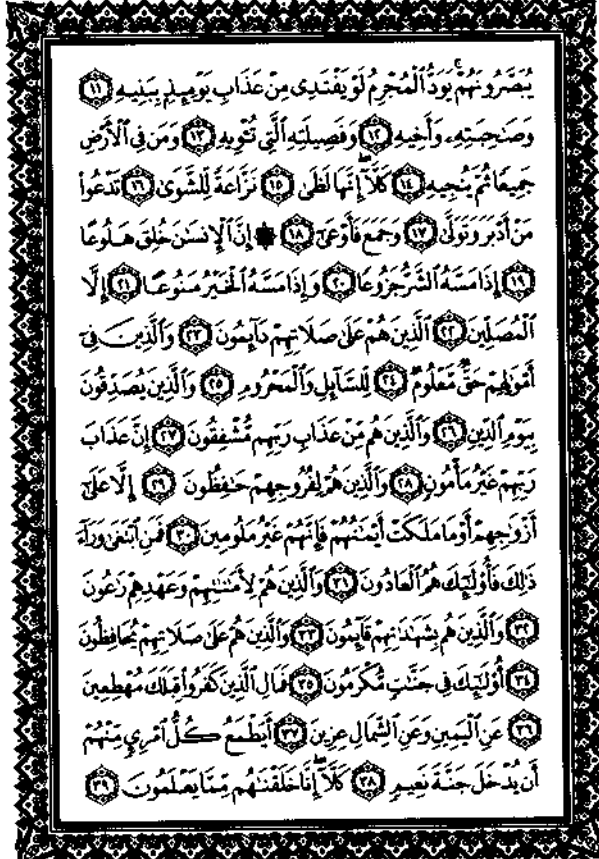 يُبَصَّرُونَهُمْ ۚ يَوَدُّ ٱلْمُجْرِمُ لَوْ يَفْتَدِى مِنْ عَذَابِ يَوْمِئِذٍۭ بِبَنِيهِ ١١
وَصَٰحِبَتِهِۦ وَأَخِيهِ ١٢ وَفَصِيلَتِهِ ٱلَّتِى تُـْٔوِيهِ ١٣ وَمَن فِى ٱلْأَرْضِ
جَمِيعًا ثُمَّ يُنجِيهِ ١٤ كَلَّآ ۖ إِنَّهَا لَظَىٰ ١٥ نَزَّاعَةً لِّلشَّوَىٰ ١٦ تَدْعُوا۟
مَنْ أَدْبَرَ وَتَوَلَّىٰ ١٧ وَجَمَعَ فَأَوْعَىٰٓ ١٨ ۞ إِنَّ ٱلْإِنسَٰنَ خُلِقَ هَلُوعًا
١٩ إِذَا مَسَّهُ ٱلشَّرُّ جَزُوعًا ٢٠ وَإِذَا مَسَّهُ ٱلْخَيْرُ مَنُوعًا ٢١ إِلَّا
ٱلْمُصَلِّينَ ٢٢ ٱلَّذِينَ هُمْ عَلَىٰ صَلَاتِهِمْ دَآئِمُونَ ٢٣ وَٱلَّذِينَ فِىٓ
أَمْوَٰلِهِمْ حَقٌّ مَّعْلُومٌ ٢٤ لِّلسَّآئِلِ وَٱلْمَحْرُومِ ٢٥ وَٱلَّذِينَ يُصَدِّقُونَ
بِيَوْمِ ٱلدِّينِ ٢٦ وَٱلَّذِينَ هُم مِّنْ عَذَابِ رَبِّهِم مُّشْفِقُونَ ٢٧ إِنَّ عَذَابَ
رَبِّهِمْ غَيْرُ مَأْمُونٍ ٢٨ وَٱلَّذِينَ هُمْ لِفُرُوجِهِمْ حَٰفِظُونَ ٢٩ إِلَّا عَلَىٰٓ
أَزْوَٰجِهِمْ أَوْ مَا مَلَكَتْ أَيْمَٰنُهُمْ فَإِنَّهُمْ غَيْرُ مَلُومِينَ ٣٠ فَمَنِ ٱبْتَغَىٰ وَرَآءَ
ذَٰلِكَ فَأُو۟لَٰٓئِكَ هُمُ ٱلْعَادُونَ ٣١ وَٱلَّذِينَ هُمْ لِأَمَٰنَٰتِهِمْ وَعَهْدِهِمْ رَٰعُونَ
٣٢ وَٱلَّذِينَ هُم بِشَهَٰدَٰتِهِمْ قَآئِمُونَ ٣٣ وَٱلَّذِينَ هُمْ عَلَىٰ صَلَاتِهِمْ يُحَافِظُونَ
٣٤ أُو۟لَٰٓئِكَ فِى جَنَّٰتٍ مُّكْرَمُونَ ٣٥ فَمَالِ ٱلَّذِينَ كَفَرُوا۟ قِبَلَكَ مُهْطِعِينَ
٣٦ عَنِ ٱلْيَمِينِ وَعَنِ ٱلشِّمَالِ عِزِينَ ٣٧ أَيَطْمَعُ كُلُّ ٱمْرِئٍ مِّنْهُمْ
أَن يُدْخَلَ جَنَّةَ نَعِيمٍ ٣٨ كَلَّآ ۖ إِنَّا خَلَقْنَٰهُم مِّمَّا يَعْلَمُونَ ٣٩